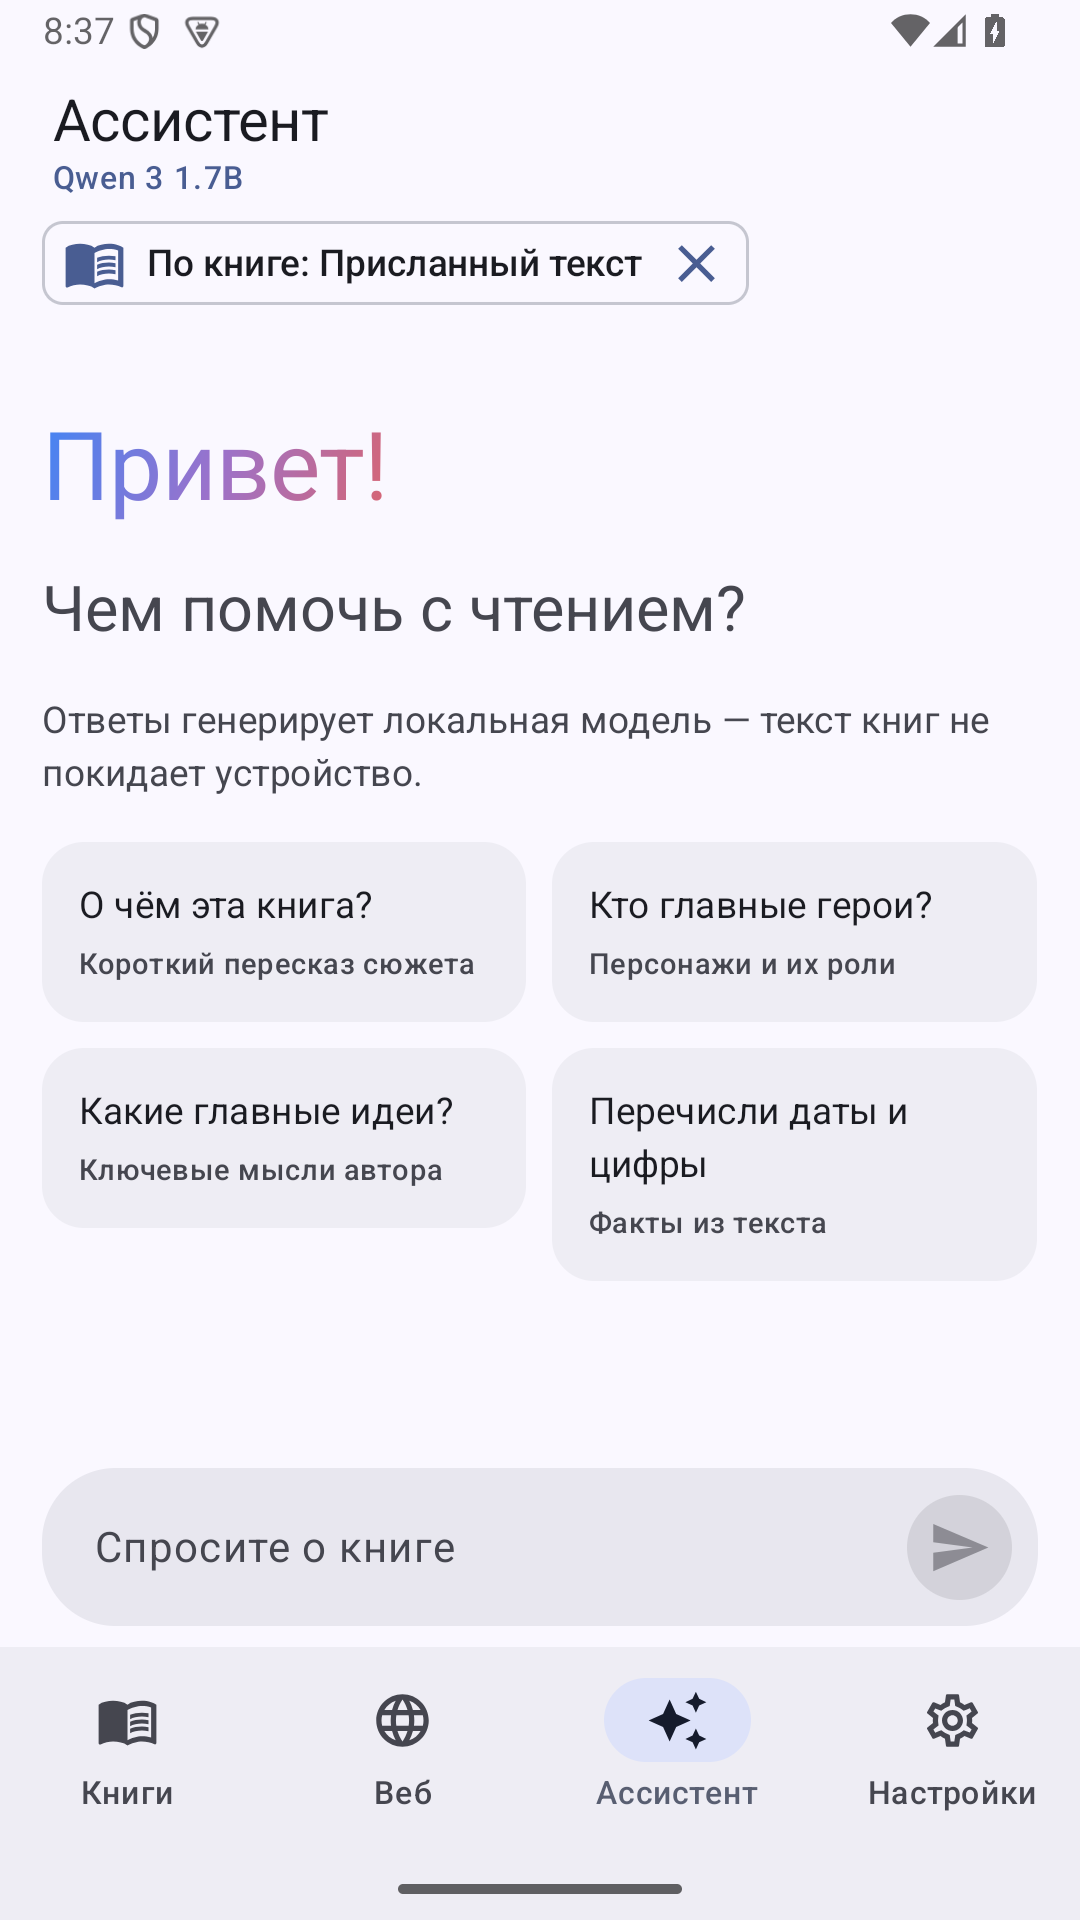 8:37
Ассистент
Qwen 3 1.7B
По книге: Присланный текст
Привет!
Чем помочь с чтением?
Ответы генерирует локальная модель — текст книг не
покидает устройство.
О чём эта книга?
Короткий пересказ сюжета
Кто главные герои?
Персонажи и их роли
Какие главные идеи?
Ключевые мысли автора
Перечисли даты и
цифры
Факты из текста
Спросите о книге
Книги
Веб
Ассистент
Настройки